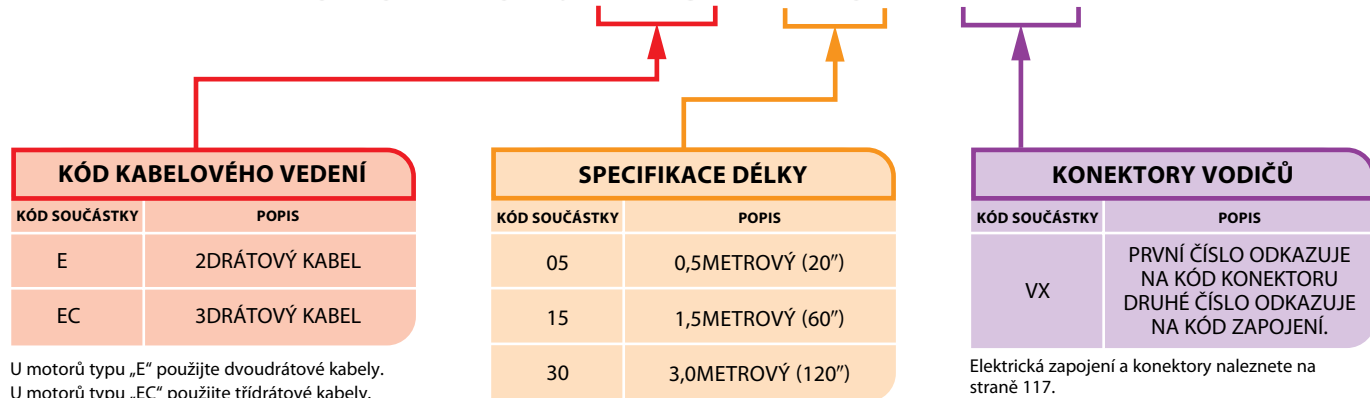 KÓD KABELOVÉHO VEDENÍ
KÓD SOUČÁSTKY POPIS
E 2DRÁTOVÝ KABEL
EC 3DRÁTOVÝ KABEL
U motorů typu „E“ použijte dvoudrátové kabely.
U motorů typu „EC“ použijte třídrátové kabely.
SPECIFIKACE DÉLKY
KÓD SOUČÁSTKY POPIS
05 0,5METROVÝ (20″)
15 1,5METROVÝ (60″)
30 3,0METROVÝ (120″)
KONEKTORY VODIČŮ
KÓD SOUČÁSTKY POPIS
VX
PRVNÍ ČÍSLO ODKAZUJE
NA KÓD KONEKTORU
DRUHÉ ČÍSLO ODKAZUJE
NA KÓD ZAPOJENÍ.
Elektrická zapojení a konektory naleznete na
straně 117.